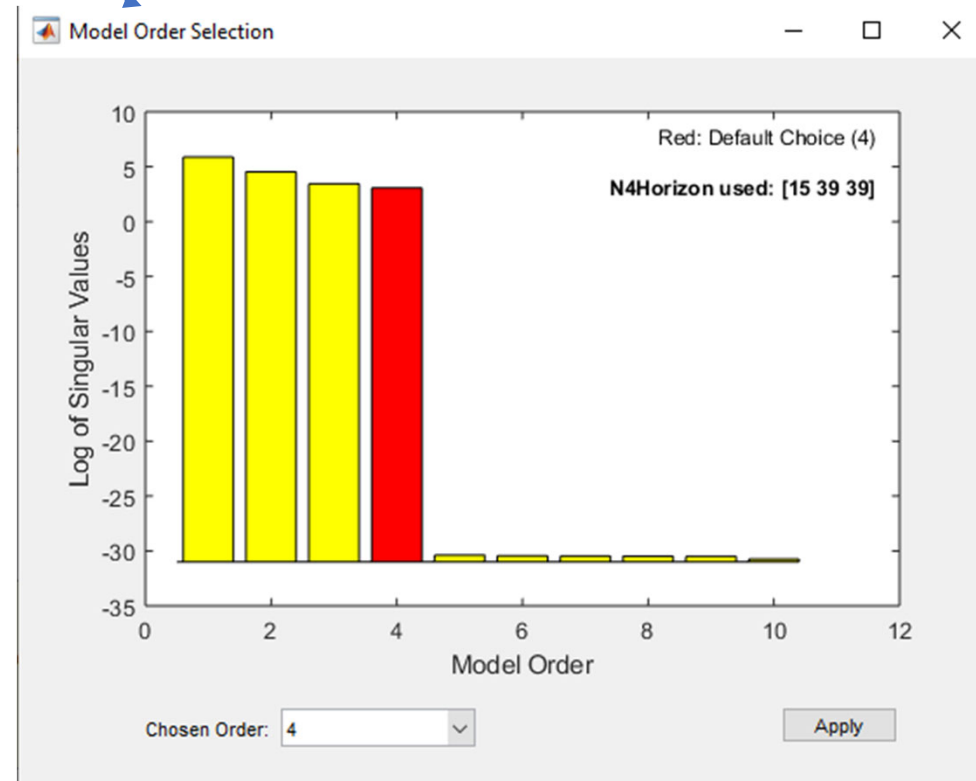 Model Order Selection
10
5
0
-5
-10
-15
-20
-25
-30
-35
Log of Singular Values
Red: Default Choice (4)
N4Horizon used: [15 39 39]
0 2 4 6 8 10 12
Model Order
Chosen Order: 4
Apply